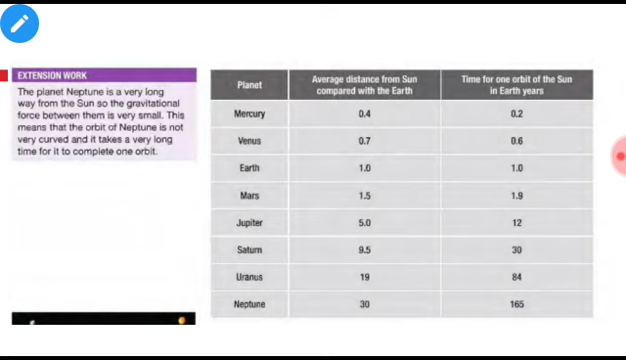 EXTENSION WORK
The planet Neptune is a very long
way from the Sun so the gravitational
force between them is very small. This
means that the orbit of Neptune is not
very curved and it takes a very long
time for it to complete one orbit.
Planet Average distance from Sun compared with the Earth Time for one orbit of the Sun in Earth years
Mercury 0.4 0.2
Venus 0.7 0.6
Earth 1.0 1.0
Mars 1.5 1.9
Jupiter 5.0 12
Saturn 9.5 30
Uranus 19 84
Neptune 30 165